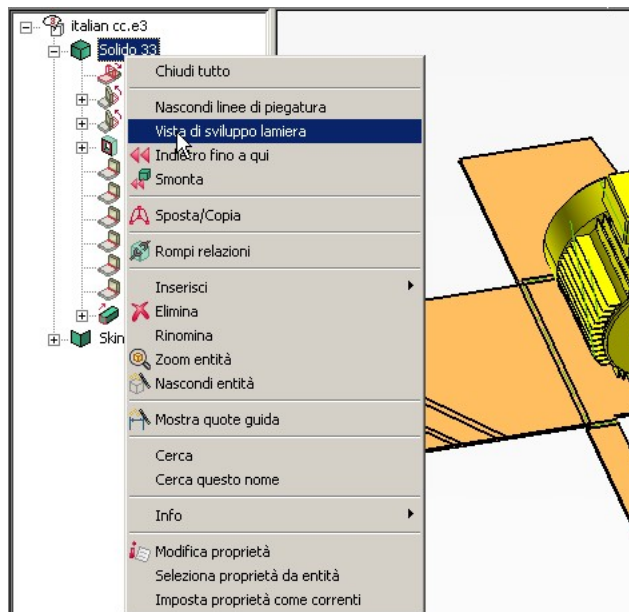 italian cc.e3
Solido 33
Chiudi tutto
Nascondi linee di piegatura
Vista di sviluppo lamiera
Indietro fino a qui
Smonta
Sposta/Copia
Rompi relazioni
Inserisci
Elimina
Rinomina
Skin
Zoom entità
Nascondi entità
Mostra quote guida
Cerca
Cerca questo nome
Info
Modifica proprietà
Seleziona proprietà da entità
Imposta proprietà come correnti